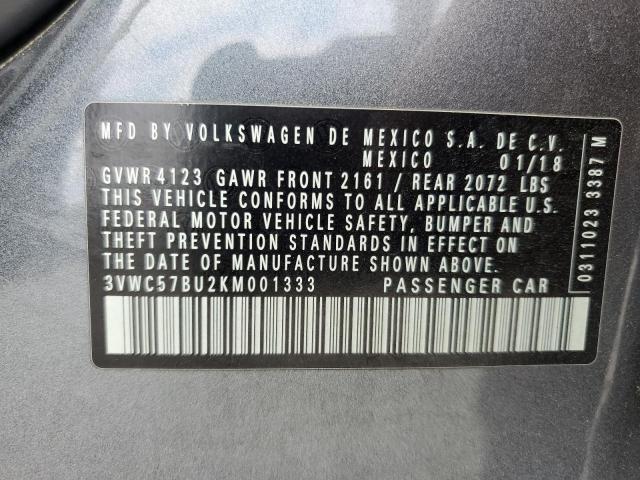 MFD BY VOLKSWAGEN DE MEXICO S.A. DE C.V.
MEXICO 01/18
GVWR 4123 GAWR FRONT 2161 / REAR 2072 LBS
THIS VEHICLE CONFORMS TO ALL APPLICABLE U.S.
FEDERAL MOTOR VEHICLE SAFETY, BUMPER AND
THEFT PREVENTION STANDARDS IN EFFECT ON
THE DATE OF MANUFACTURE SHOWN ABOVE.
3VWC57BU2KM001333 PASSENGER CAR
0311023 3387 M